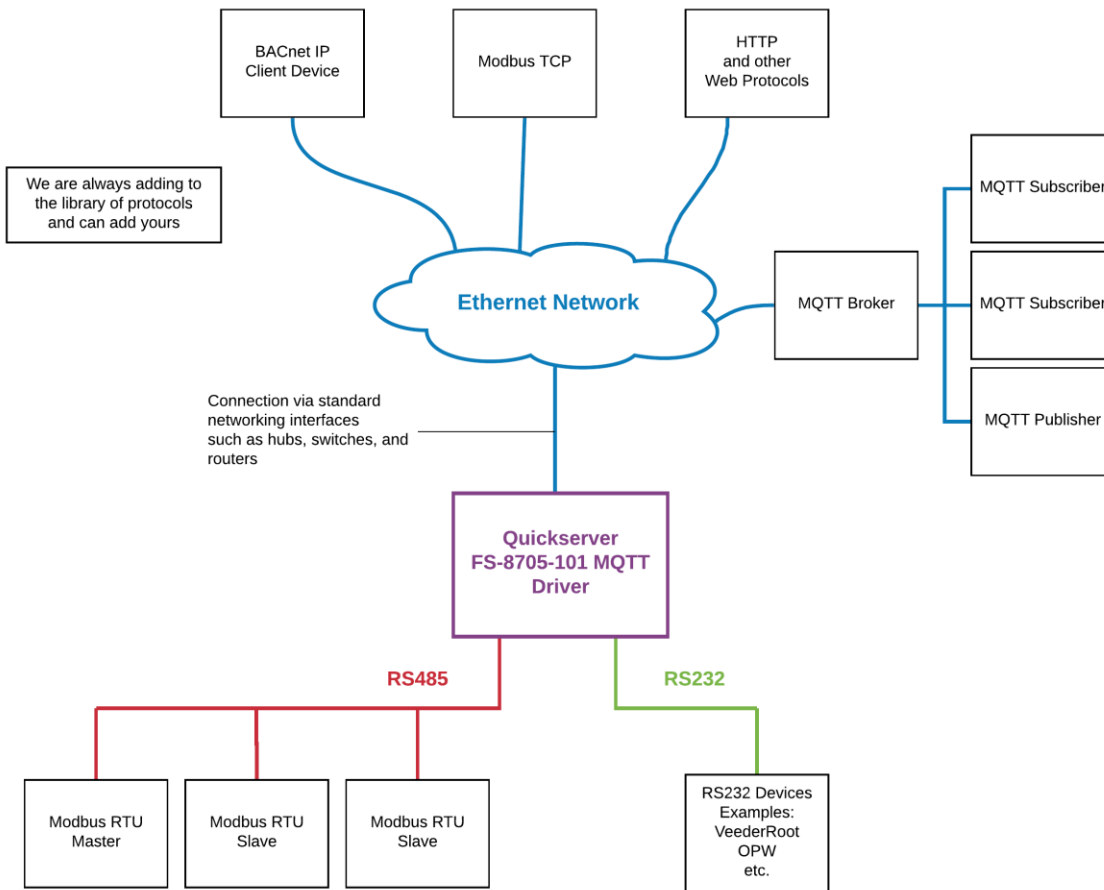 BACnet IP
Client Device
Modbus TCP
HTTP
and other
Web Protocols
We are always adding to
the library of protocols
and can add yours
MQTT Subscriber
Ethernet Network
MQTT Broker
MQTT Subscriber
Connection via standard
networking interfaces
such as hubs, switches, and
routers
MQTT Publisher
Quickserver
FS-8705-101 MQTT
Driver
RS485
RS232
Modbus RTU
Master
Modbus RTU
Slave
Modbus RTU
Slave
RS232 Devices
Examples:
VeederRoot
OPW
etc.